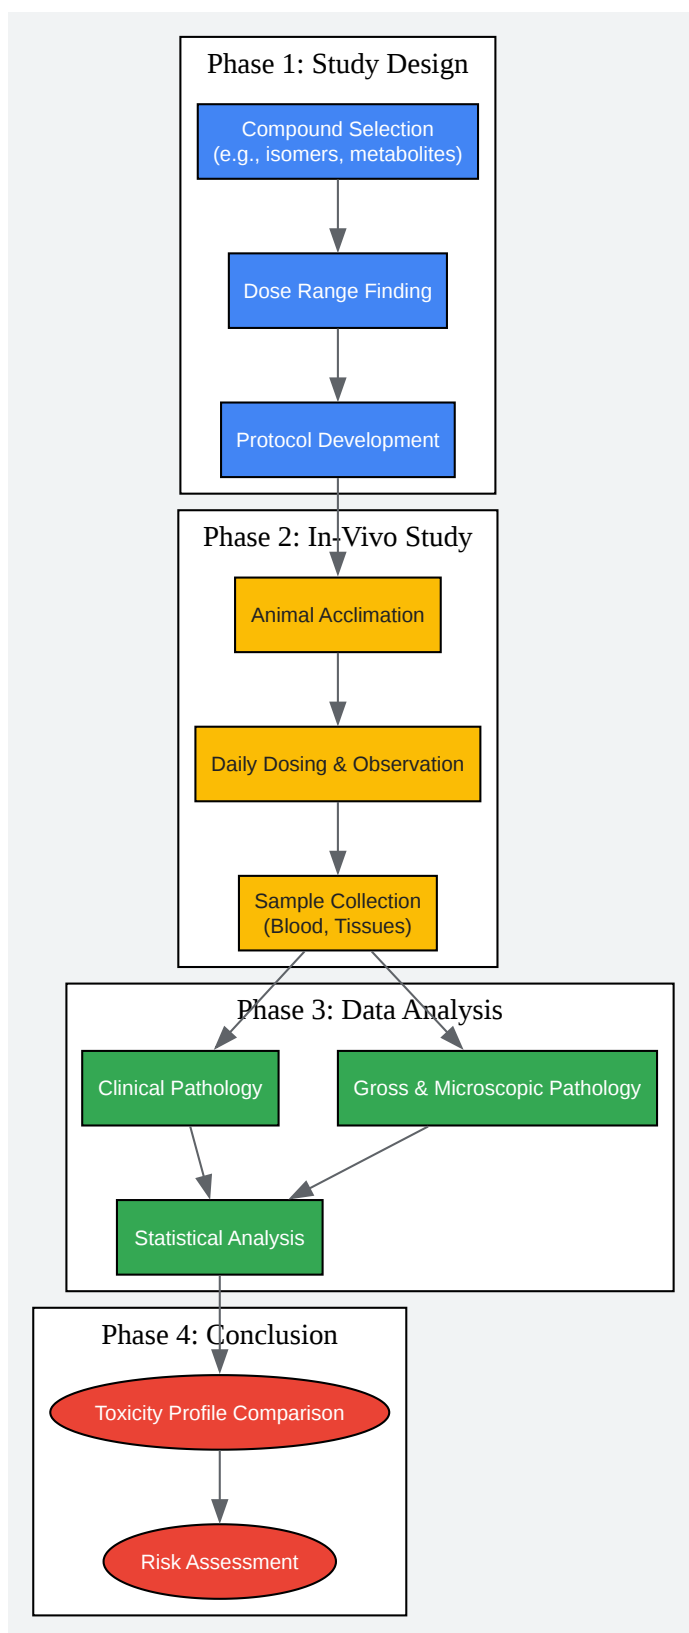 Phase 1: Study Design
Compound Selection
(e.g., isomers, metabolites)
Dose Range Finding
Protocol Development
Phase 2: In-Vivo Study
Animal Acclimation
Daily Dosing & Observation
Sample Collection
(Blood, Tissues)
Phase 3: Data Analysis
Clinical Pathology
Gross & Microscopic Pathology
Statistical Analysis
Phase 4: Conclusion
Toxicity Profile Comparison
Risk Assessment